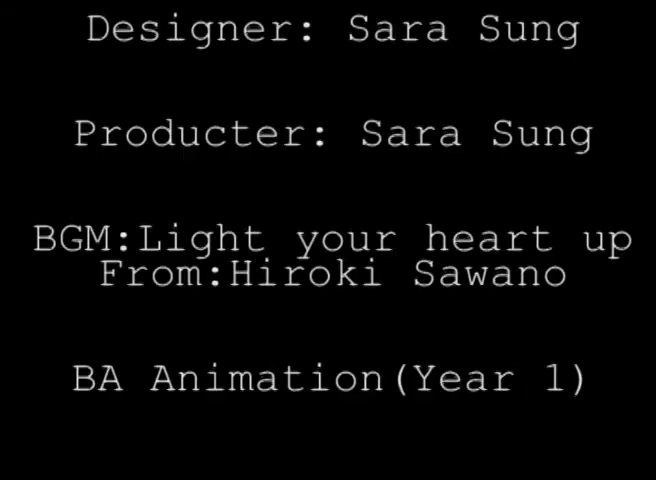 Designer: Sara Sung
Producter: Sara Sung
BGM:Light your heart up
From:Hiroki Sawano
BA Animation(Year 1)